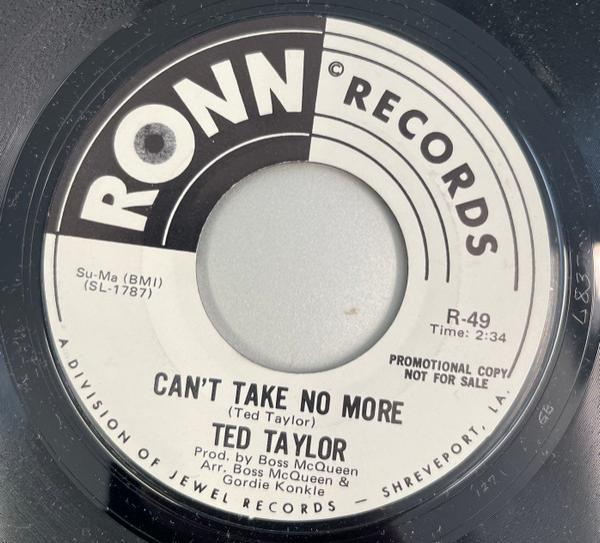 RONN
© RECORDS
Su-Ma (BMI)
(SL-1787)
R-49
Time: 2:34
PROMOTIONAL COPY
NOT FOR SALE
CAN'T TAKE NO MORE
(Ted Taylor)
TED TAYLOR
Prod. by Boss McQueen
Arr. Boss McQueen &
Gordie Konkle
A DIVISION OF JEWEL RECORDS — SHREVEPORT, LA.